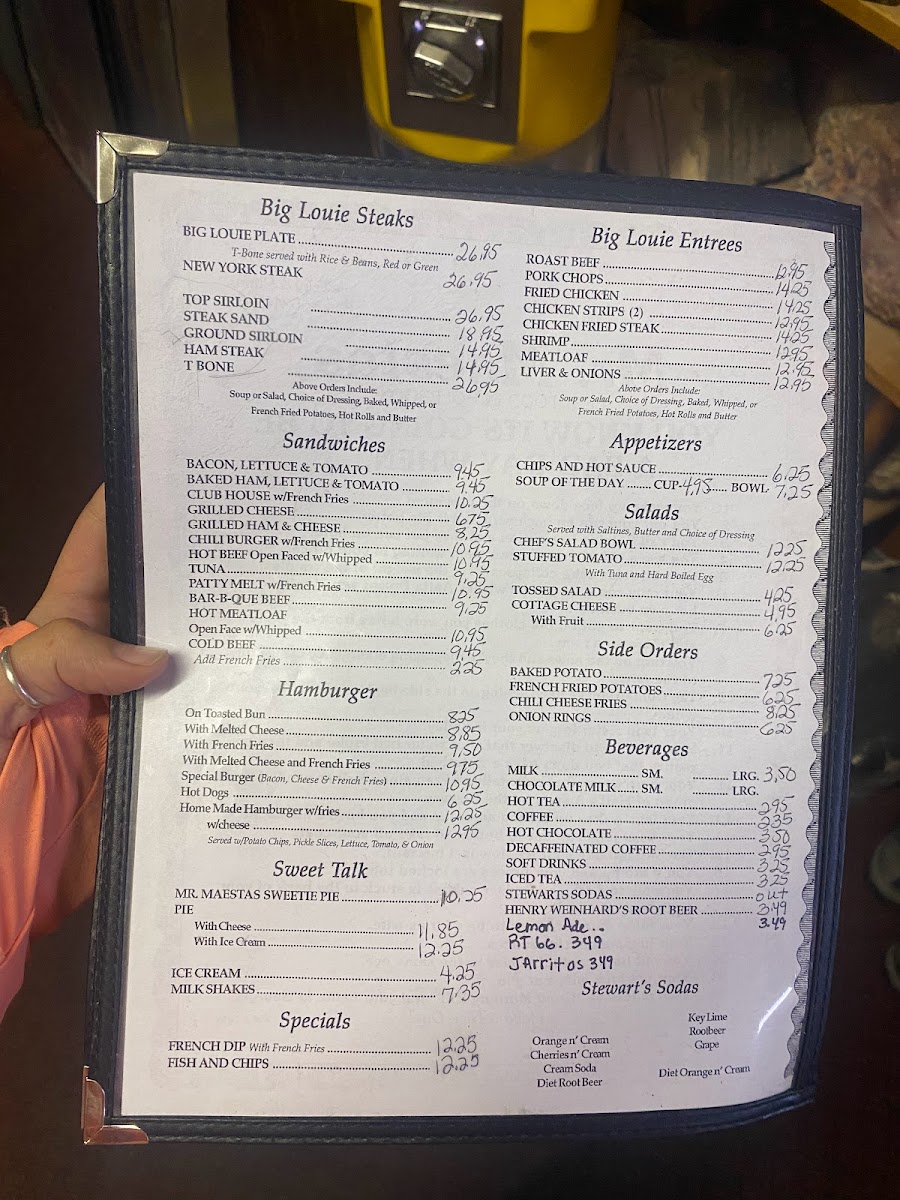 Big Louie Steaks
BIG LOUIE PLATE 26.95
T-Bone served with Rice & Beans, Red or Green
NEW YORK STEAK 26.95
TOP SIRLOIN 26.95
STEAK SAND 18.95
GROUND SIRLOIN 14.95
HAM STEAK 14.95
T BONE 26.95
Above Orders Include:
Soup or Salad, Choice of Dressing, Baked, Whipped, or
French Fried Potatoes, Hot Rolls and Butter
Sandwiches
BACON, LETTUCE & TOMATO 9.45
BAKED HAM, LETTUCE & TOMATO 9.45
CLUB HOUSE w/French Fries 10.25
GRILLED CHEESE 6.75
GRILLED HAM & CHEESE 8.25
CHILI BURGER w/French Fries 10.95
HOT BEEF Open Faced w/Whipped 10.95
TUNA 9.25
PATTY MELT w/French Fries 10.95
BAR-B-QUE BEEF 9.25
HOT MEATLOAF
Open Face w/Whipped 10.95
COLD BEEF 9.45
Add French Fries 2.25
Hamburger
On Toasted Bun 8.25
With Melted Cheese 8.85
With French Fries 9.50
With Melted Cheese and French Fries 9.75
Special Burger (Bacon, Cheese & French Fries) 10.95
Hot Dogs 6.25
Home Made Hamburger w/fries 12.25
w/cheese 12.95
Served w/Potato Chips, Pickle Slices, Lettuce, Tomato, & Onion
Sweet Talk
MR. MAESTAS SWEETIE PIE 10.25
PIE
With Cheese 11.85
With Ice Cream 12.25
ICE CREAM 4.25
MILK SHAKES 7.35
Specials
FRENCH DIP With French Fries 12.25
FISH AND CHIPS 12.25
Big Louie Entrees
ROAST BEEF 12.95
PORK CHOPS 14.25
FRIED CHICKEN 14.25
CHICKEN STRIPS (2) 12.95
CHICKEN FRIED STEAK 14.25
SHRIMP 12.95
MEATLOAF 12.95
LIVER & ONIONS 12.95
Above Orders Include:
Soup or Salad, Choice of Dressing, Baked, Whipped, or
French Fried Potatoes, Hot Rolls and Butter
Appetizers
CHIPS AND HOT SAUCE 6.25
SOUP OF THE DAY CUP 4.95 BOWL 7.25
Salads
Served with Saltines, Butter and Choice of Dressing
CHEF'S SALAD BOWL 12.25
STUFFED TOMATO 12.25
With Tuna and Hard Boiled Egg
TOSSED SALAD 4.25
COTTAGE CHEESE 4.95
With Fruit 6.25
Side Orders
BAKED POTATO 7.25
FRENCH FRIED POTATOES 6.25
CHILI CHEESE FRIES 8.25
ONION RINGS 6.25
Beverages
MILK SM. LRG. 3.50
CHOCOLATE MILK SM. LRG.
HOT TEA 2.95
COFFEE 2.35
HOT CHOCOLATE 3.50
DECAFFEINATED COFFEE 2.95
SOFT DRINKS 3.25
ICED TEA 3.25
STEWARTS SODAS out
HENRY WEINHARD'S ROOT BEER 3.49
Lemon Ade.. 3.49
RT 66. 349
JArritos 349
Stewart's Sodas
Orange n' Cream
Cherries n' Cream
Cream Soda
Diet Root Beer
Key Lime
Rootbeer
Grape
Diet Orange n' Cream